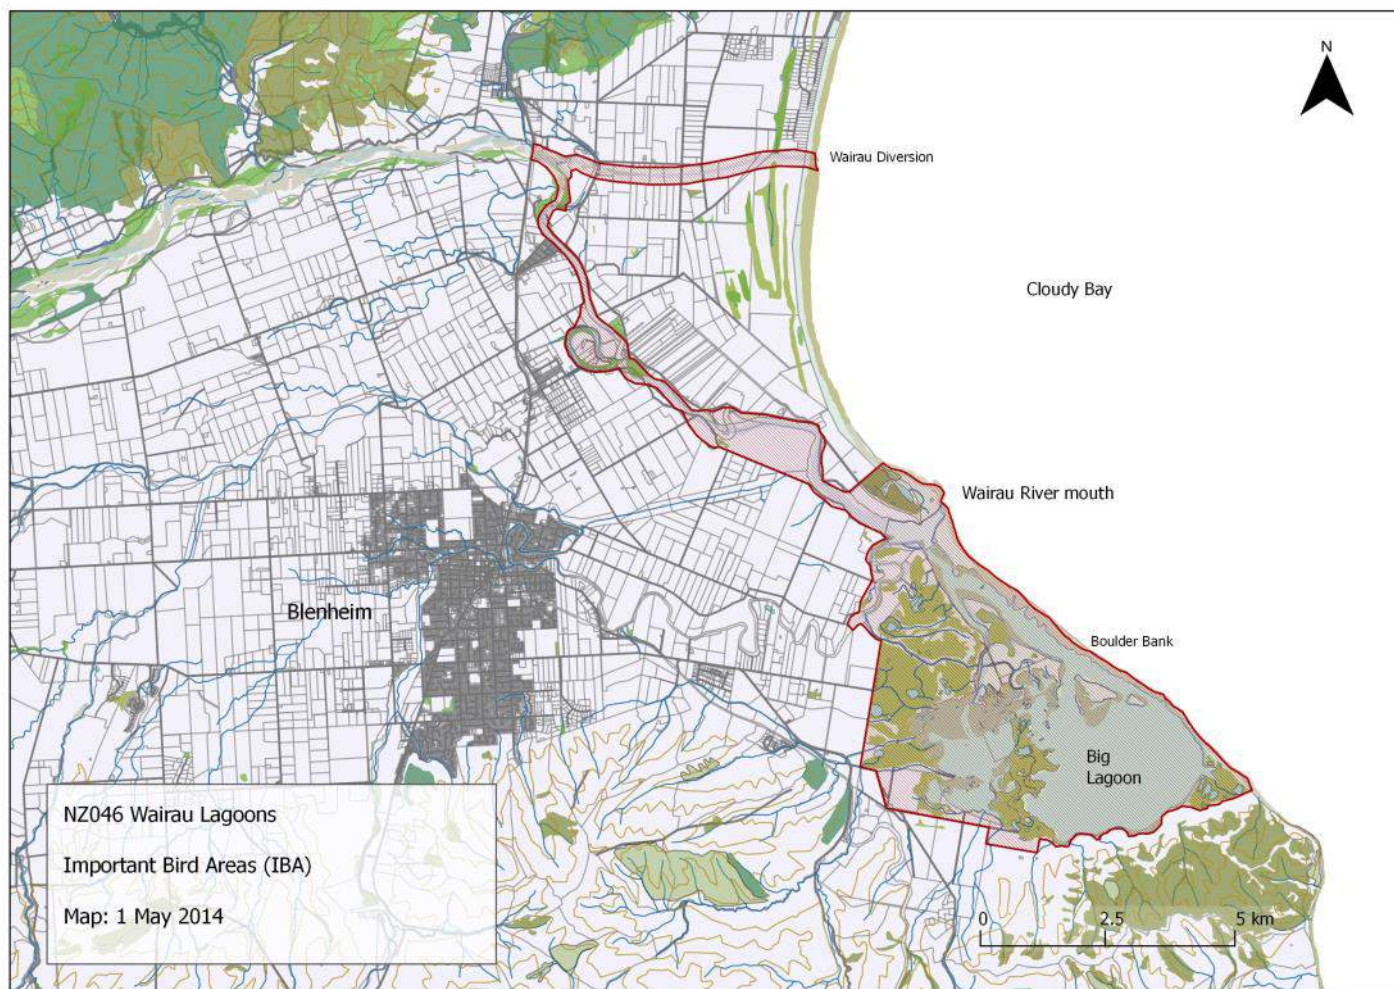 N
Wairau Diversion
Cloudy Bay
Wairau River mouth
Blenheim
Boulder Bank
Big
Lagoon
NZ046 Wairau Lagoons
Important Bird Areas (IBA)
Map: 1 May 2014
0 2.5 5 km